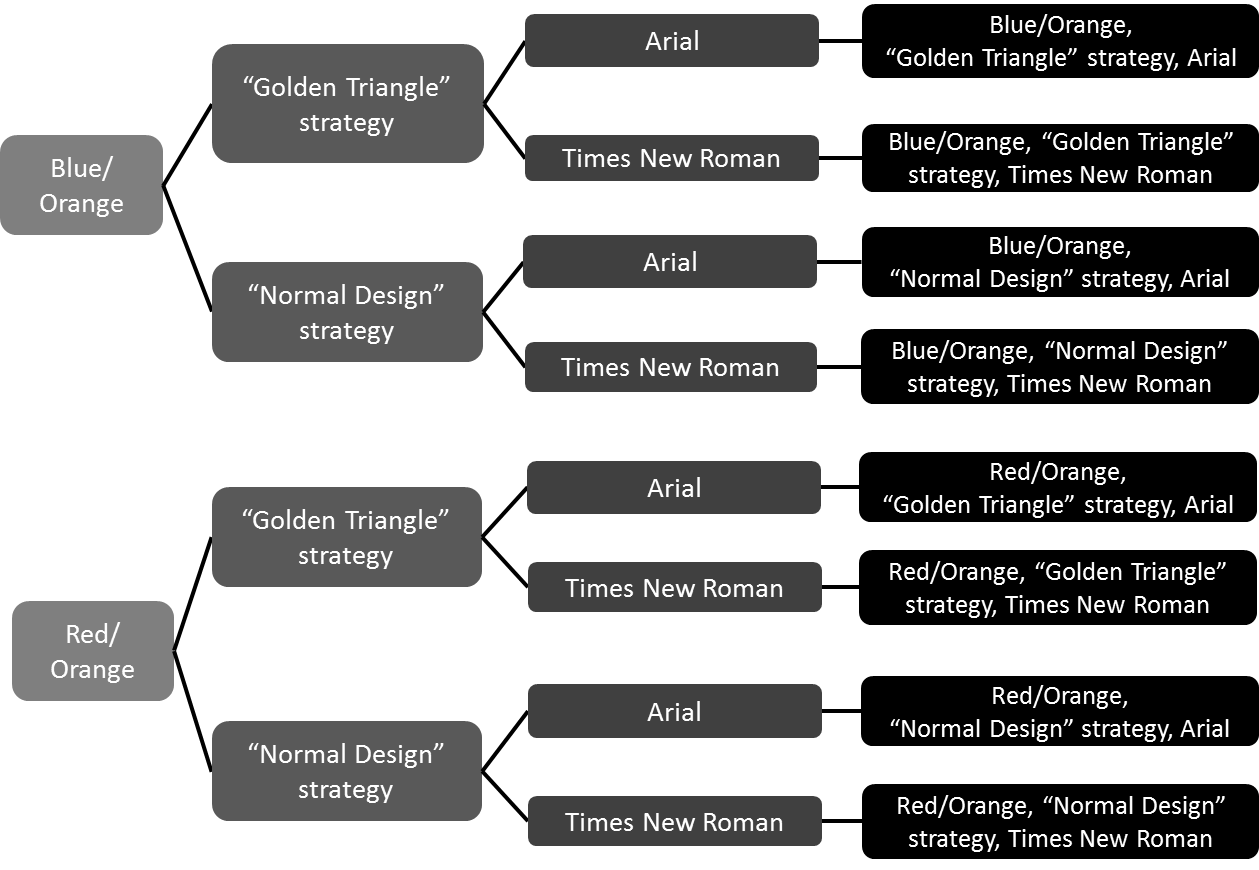 Blue/
Orange
“Golden Triangle”
strategy
Arial
Blue/Orange,
“Golden Triangle” strategy, Arial
Times New Roman
Blue/Orange, “Golden Triangle”
strategy, Times New Roman
“Normal Design”
strategy
Arial
Blue/Orange,
“Normal Design” strategy, Arial
Times New Roman
Blue/Orange, “Normal Design”
strategy, Times New Roman
Red/
Orange
“Golden Triangle”
strategy
Arial
Red/Orange,
“Golden Triangle” strategy, Arial
Times New Roman
Red/Orange, “Golden Triangle”
strategy, Times New Roman
“Normal Design”
strategy
Arial
Red/Orange,
“Normal Design” strategy, Arial
Times New Roman
Red/Orange, “Normal Design”
strategy, Times New Roman